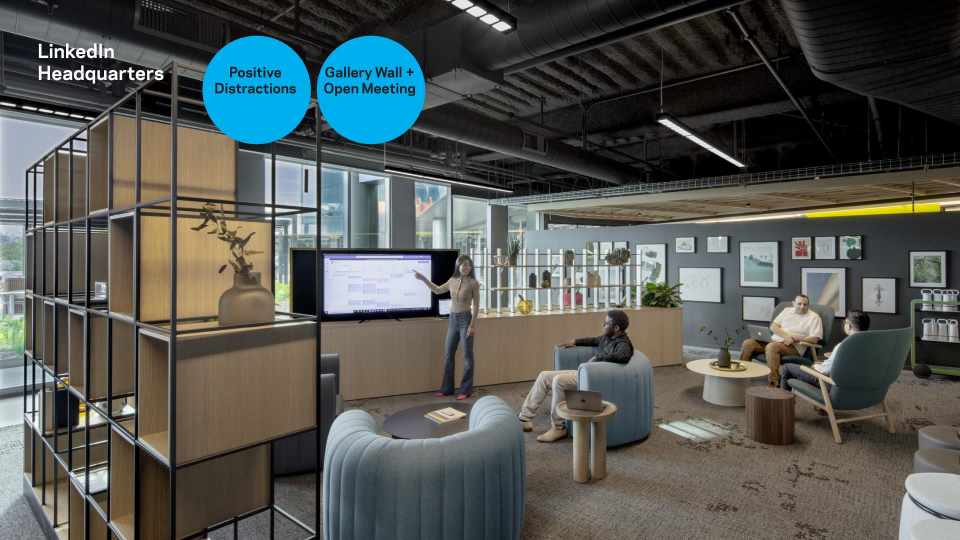 LinkedIn
Headquarters
Positive
Distractions
Gallery Wall +
Open Meeting